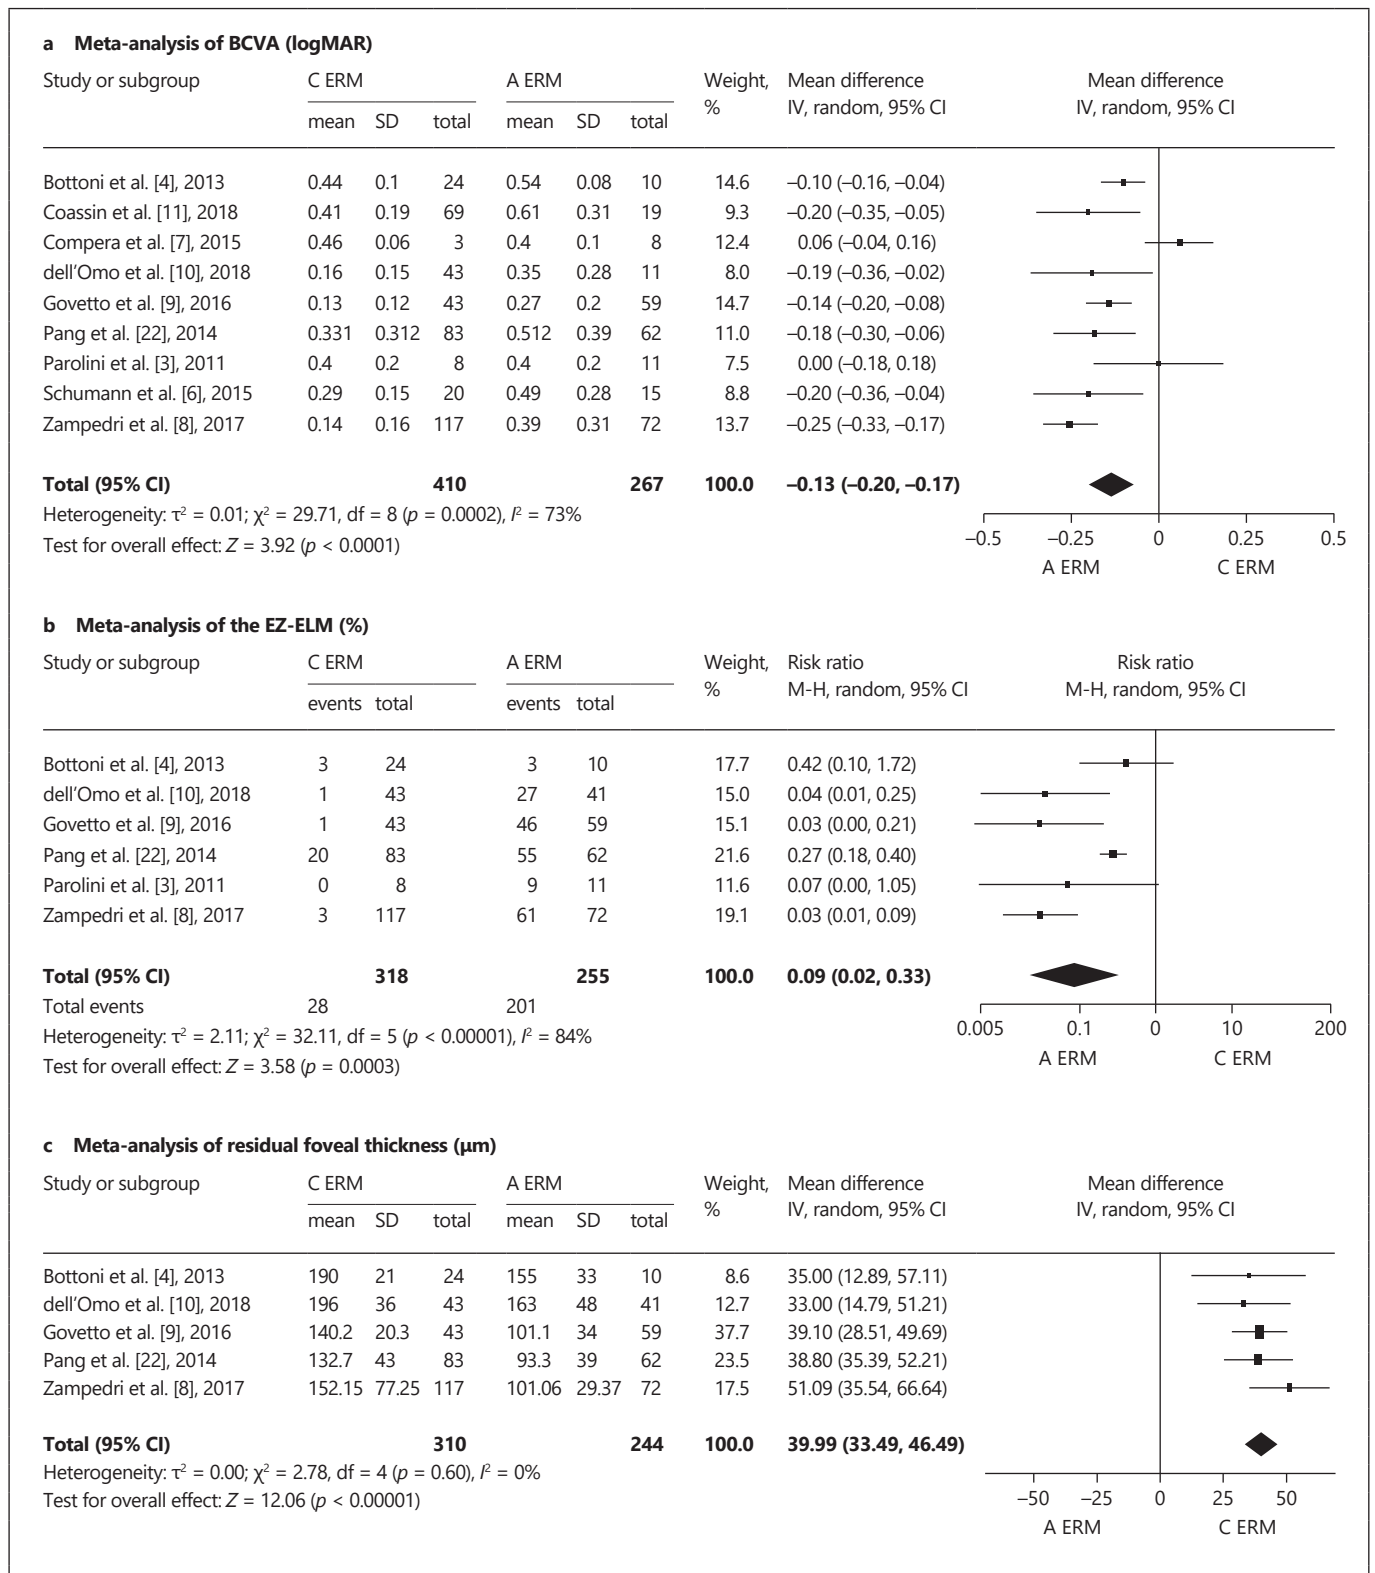 a Meta-analysis of BCVA (logMAR)
Study or subgroup C ERM A ERM Weight, % Mean difference IV, random, 95% CI Mean difference IV, random, 95% CI
mean SD total mean SD total
Bottoni et al. [4], 2013 0.44 0.1 24 0.54 0.08 10 14.6 –0.10 (–0.16, –0.04)
Coassin et al. [11], 2018 0.41 0.19 69 0.61 0.31 19 9.3 –0.20 (–0.35, –0.05)
Compera et al. [7], 2015 0.46 0.06 3 0.4 0.1 8 12.4 0.06 (–0.04, 0.16)
dell’Omo et al. [10], 2018 0.16 0.15 43 0.35 0.28 11 8.0 –0.19 (–0.36, –0.02)
Govetto et al. [9], 2016 0.13 0.12 43 0.27 0.2 59 14.7 –0.14 (–0.20, –0.08)
Pang et al. [22], 2014 0.331 0.312 83 0.512 0.39 62 11.0 –0.18 (–0.30, –0.06)
Parolini et al. [3], 2011 0.4 0.2 8 0.4 0.2 11 7.5 0.00 (–0.18, 0.18)
Schumann et al. [6], 2015 0.29 0.15 20 0.49 0.28 15 8.8 –0.20 (–0.36, –0.04)
Zampedri et al. [8], 2017 0.14 0.16 117 0.39 0.31 72 13.7 –0.25 (–0.33, –0.17)
Total (95% CI) 410 267 100.0 –0.13 (–0.20, –0.17)
Heterogeneity: τ² = 0.01; χ² = 29.71, df = 8 (p = 0.0002), I² = 73%
Test for overall effect: Z = 3.92 (p < 0.0001)
–0.5 –0.25 0 0.25 0.5
A ERM C ERM
b Meta-analysis of the EZ-ELM (%)
Study or subgroup C ERM A ERM Weight, % Risk ratio M-H, random, 95% CI Risk ratio M-H, random, 95% CI
events total events total
Bottoni et al. [4], 2013 3 24 3 10 17.7 0.42 (0.10, 1.72)
dell’Omo et al. [10], 2018 1 43 27 41 15.0 0.04 (0.01, 0.25)
Govetto et al. [9], 2016 1 43 46 59 15.1 0.03 (0.00, 0.21)
Pang et al. [22], 2014 20 83 55 62 21.6 0.27 (0.18, 0.40)
Parolini et al. [3], 2011 0 8 9 11 11.6 0.07 (0.00, 1.05)
Zampedri et al. [8], 2017 3 117 61 72 19.1 0.03 (0.01, 0.09)
Total (95% CI) 318 255 100.0 0.09 (0.02, 0.33)
Total events 28 201
Heterogeneity: τ² = 2.11; χ² = 32.11, df = 5 (p < 0.00001), I² = 84%
Test for overall effect: Z = 3.58 (p = 0.0003)
0.005 0.1 0 10 200
A ERM C ERM
c Meta-analysis of residual foveal thickness (µm)
Study or subgroup C ERM A ERM Weight, % Mean difference IV, random, 95% CI Mean difference IV, random, 95% CI
mean SD total mean SD total
Bottoni et al. [4], 2013 190 21 24 155 33 10 8.6 35.00 (12.89, 57.11)
dell’Omo et al. [10], 2018 196 36 43 163 48 41 12.7 33.00 (14.79, 51.21)
Govetto et al. [9], 2016 140.2 20.3 43 101.1 34 59 37.7 39.10 (28.51, 49.69)
Pang et al. [22], 2014 132.7 43 83 93.3 39 62 23.5 38.80 (35.39, 52.21)
Zampedri et al. [8], 2017 152.15 77.25 117 101.06 29.37 72 17.5 51.09 (35.54, 66.64)
Total (95% CI) 310 244 100.0 39.99 (33.49, 46.49)
Heterogeneity: τ² = 0.00; χ² = 2.78, df = 4 (p = 0.60), I² = 0%
Test for overall effect: Z = 12.06 (p < 0.00001)
–50 –25 0 25 50
A ERM C ERM